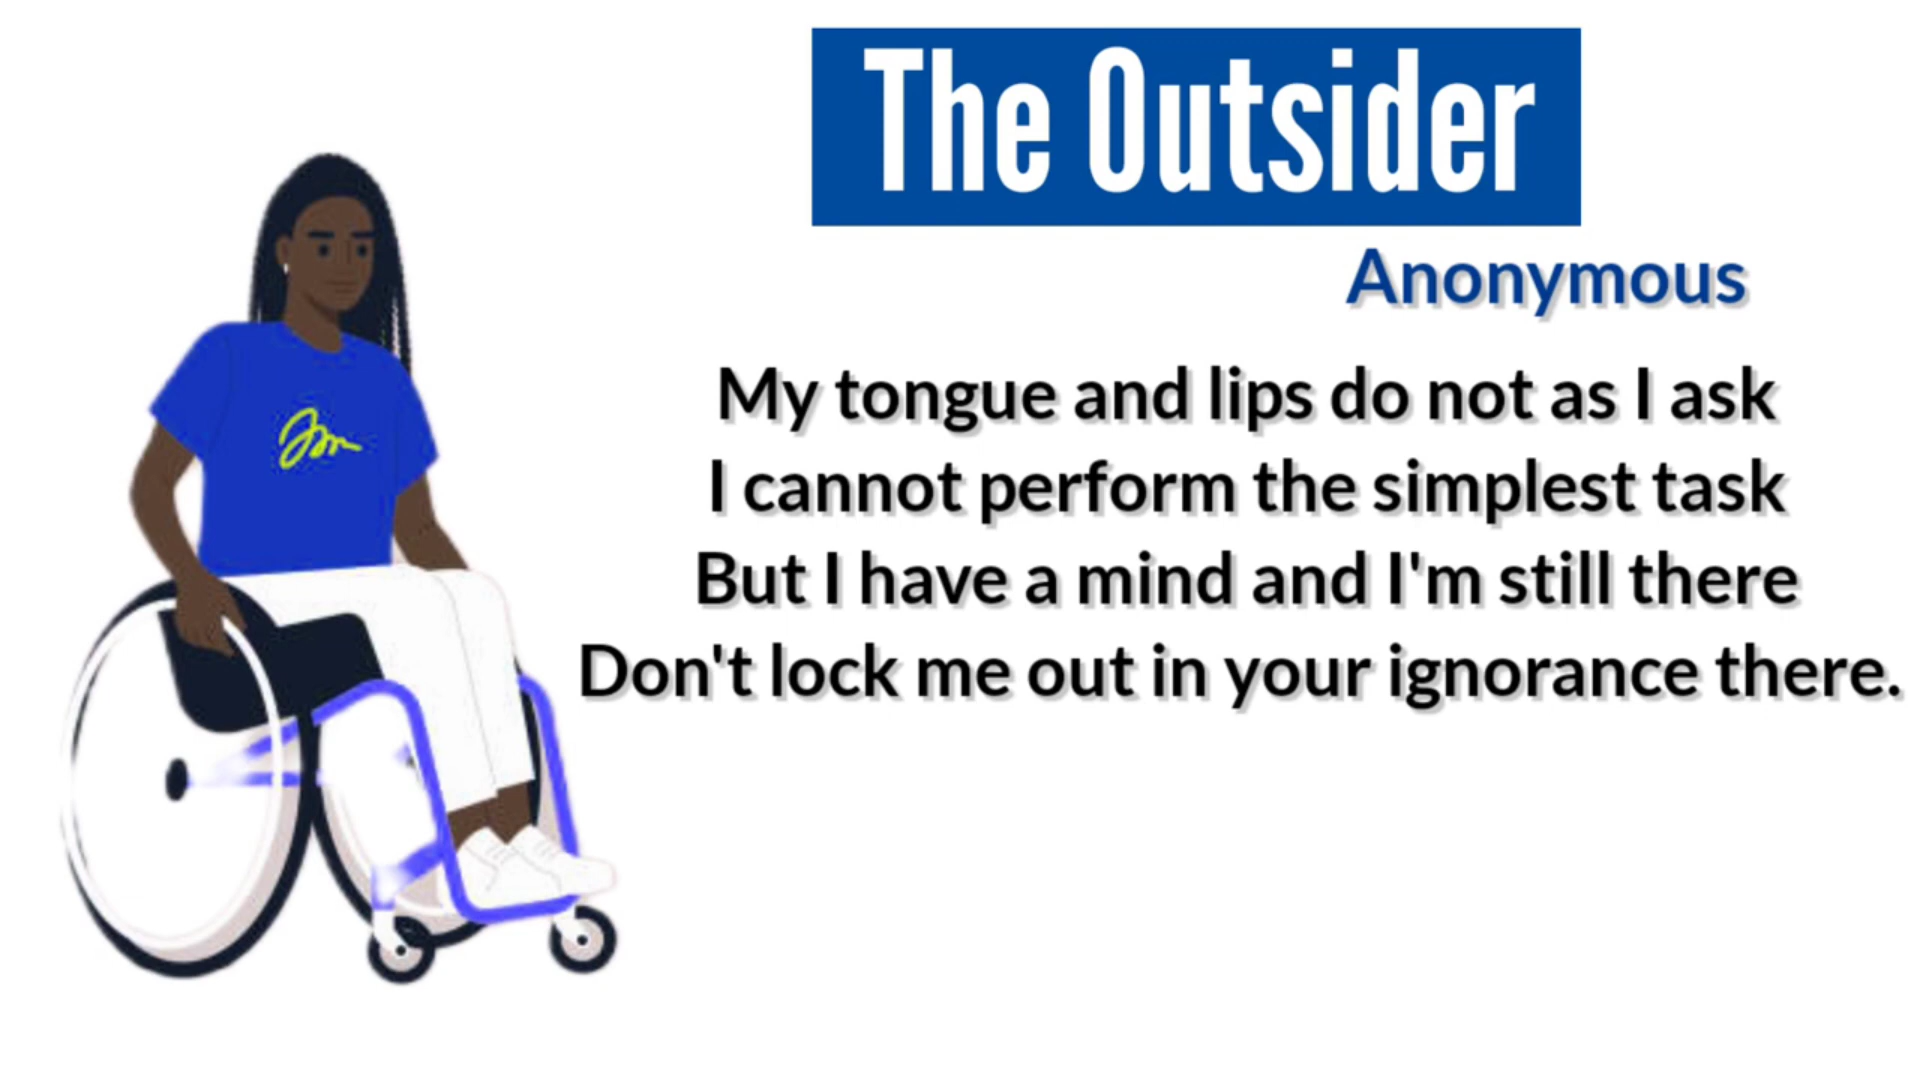 The Outsider
Anonymous
My tongue and lips do not as I ask
I cannot perform the simplest task
But I have a mind and I'm still there
Don't lock me out in your ignorance there.